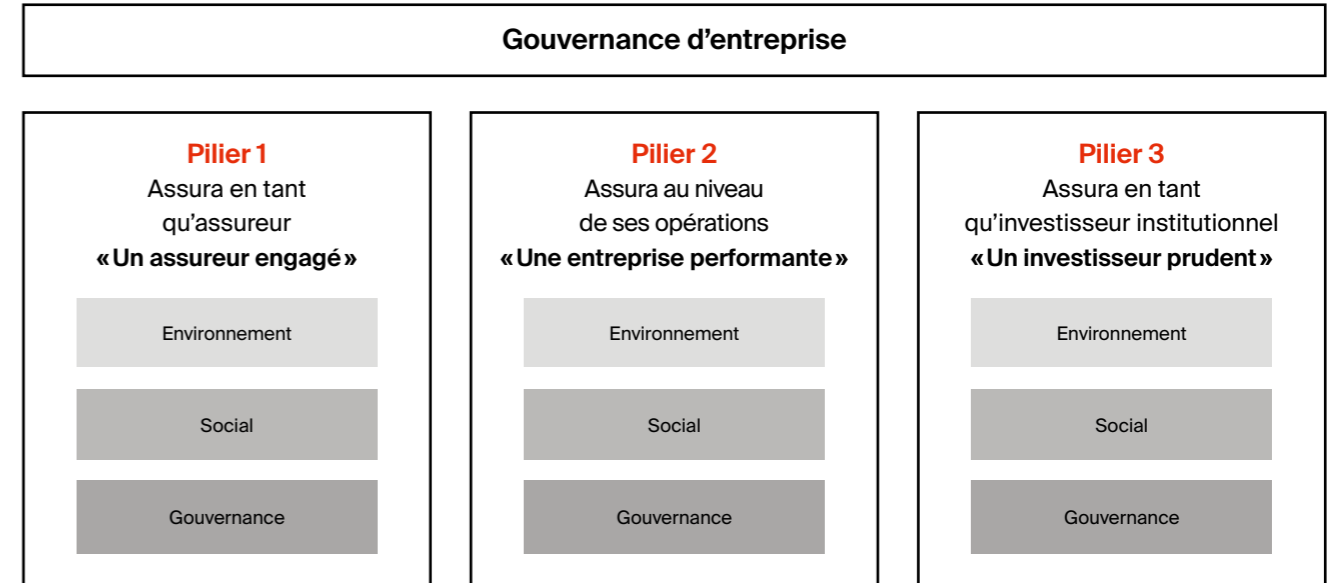 Gouvernance d’entreprise
Pilier 1
Assura en tant
qu’assureur
«Un assureur engagé»
Environnement
Social
Gouvernance
Pilier 2
Assura au niveau
de ses opérations
«Une entreprise performante»
Environnement
Social
Gouvernance
Pilier 3
Assura en tant
qu’investisseur institutionnel
«Un investisseur prudent»
Environnement
Social
Gouvernance